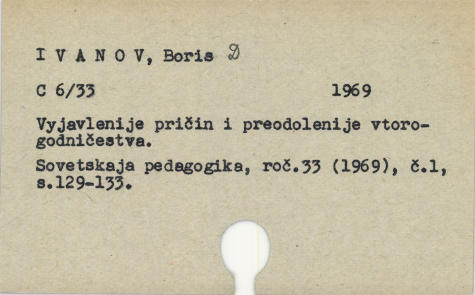 I V A N O V, Boris D
C 6/33 1969
Vyjavlenije pričin i preodolenije vtoro-
godničestva.
Sovetskaja pedagogika, roč.33 (1969), č.1,
s.129-133.